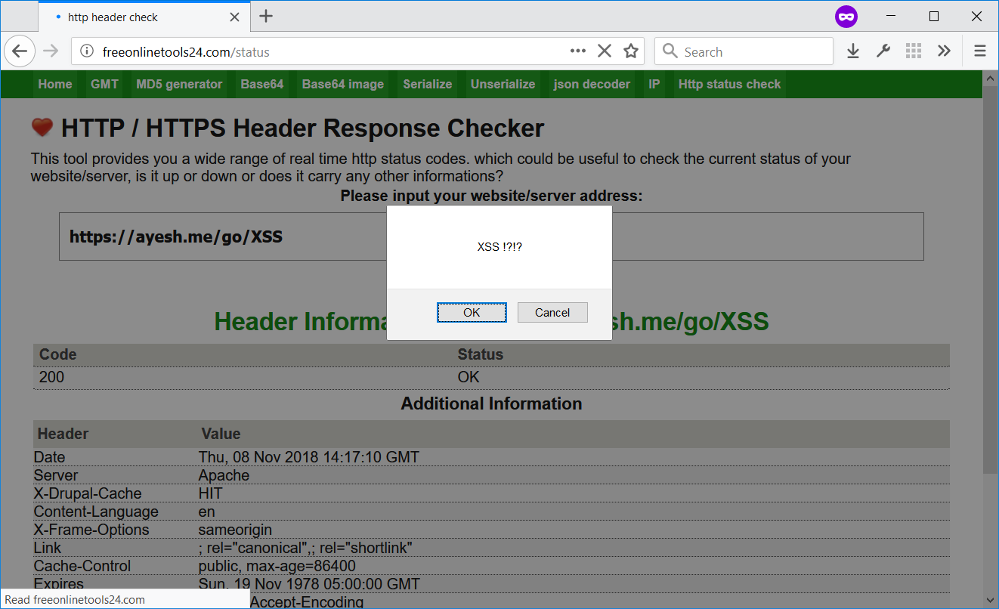 http header check
freeonlinetools24.com/status
Search
Home GMT MD5 generator Base64 Base64 image Serialize Unserialize json decoder IP Http status check
HTTP / HTTPS Header Response Checker
This tool provides you a wide range of real time http status codes. which could be useful to check the current status of your
website/server, is it up or down or does it carry any other informations?
Please input your website/server address:
https://ayesh.me/go/XSS
XSS !?!?
OK Cancel
Header Informa sh.me/go/XSS
Code Status
200 OK
Additional Information
Header Value
Date Thu, 08 Nov 2018 14:17:10 GMT
Server Apache
X-Drupal-Cache HIT
Content-Language en
X-Frame-Options sameorigin
Link ; rel="canonical",; rel="shortlink"
Cache-Control public, max-age=86400
Expires Sun, 19 Nov 1978 05:00:00 GMT
Accept-Encoding
Read freeonlinetools24.com